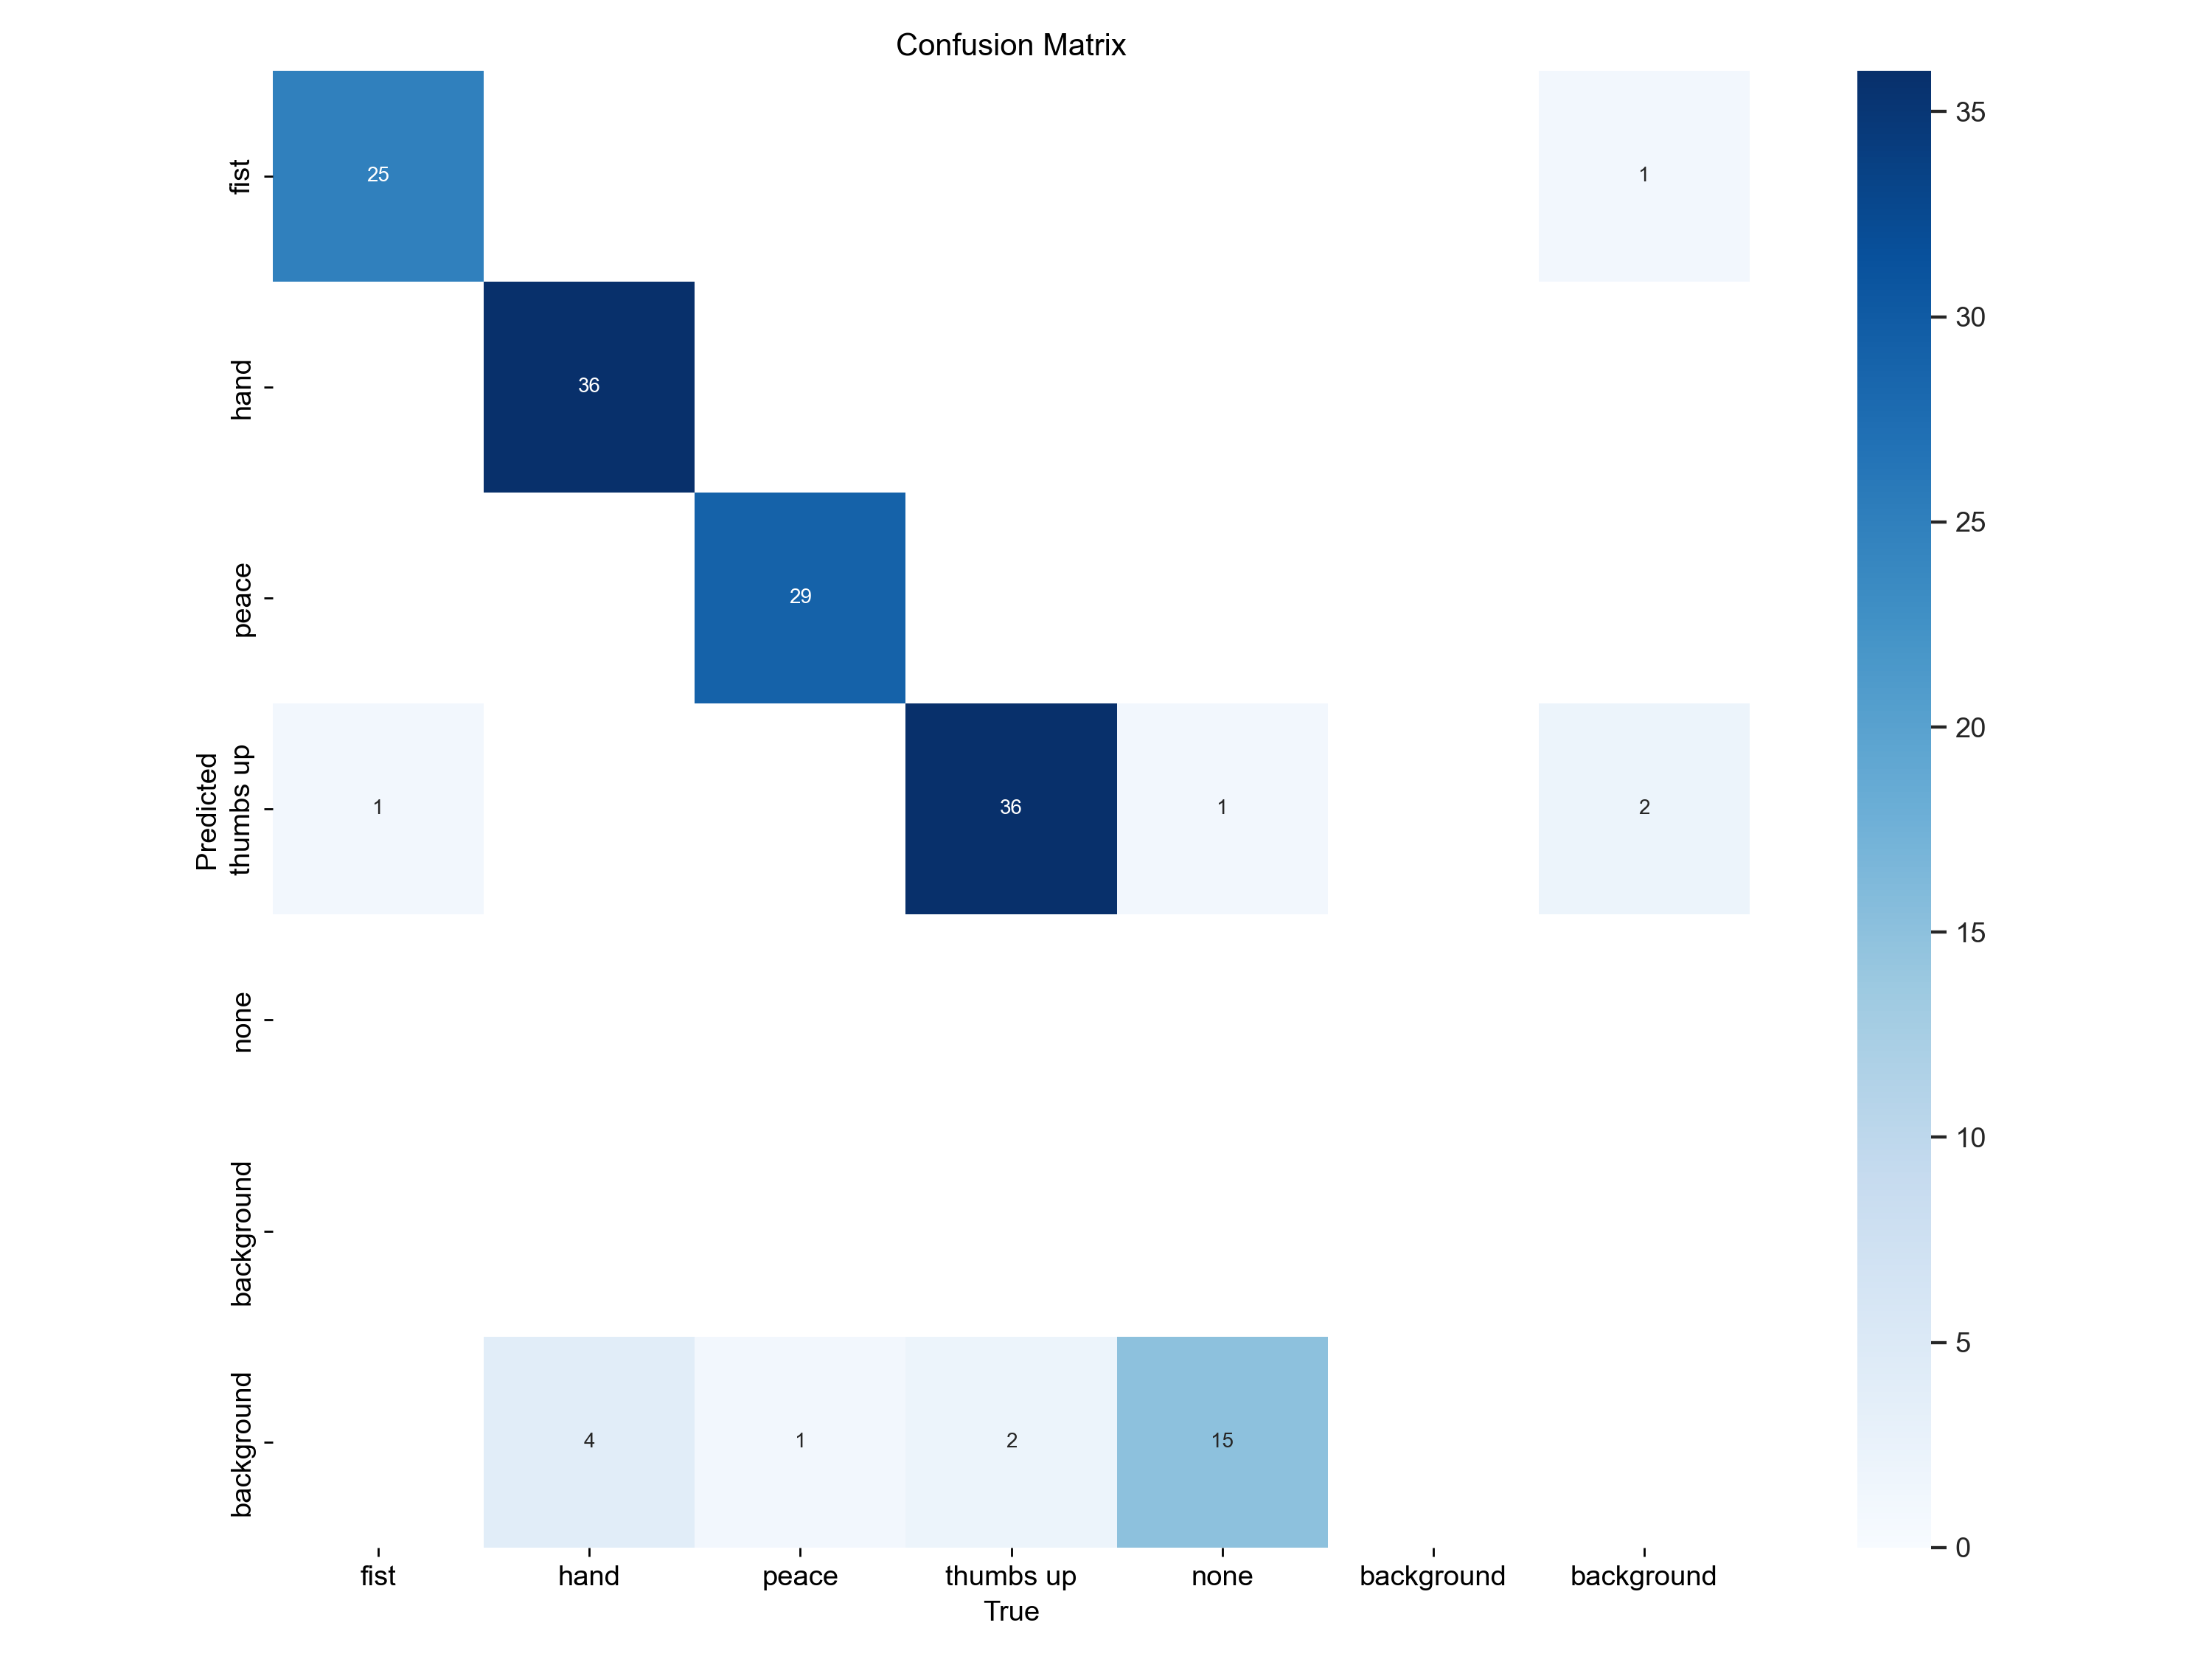 Confusion Matrix
fist
25
1
hand
36
peace
29
Predicted
thumbs up
1
36
1
2
none
background
background
4
1
2
15
fist
hand
peace
thumbs up
none
background
background
True
35
30
25
20
15
10
5
0